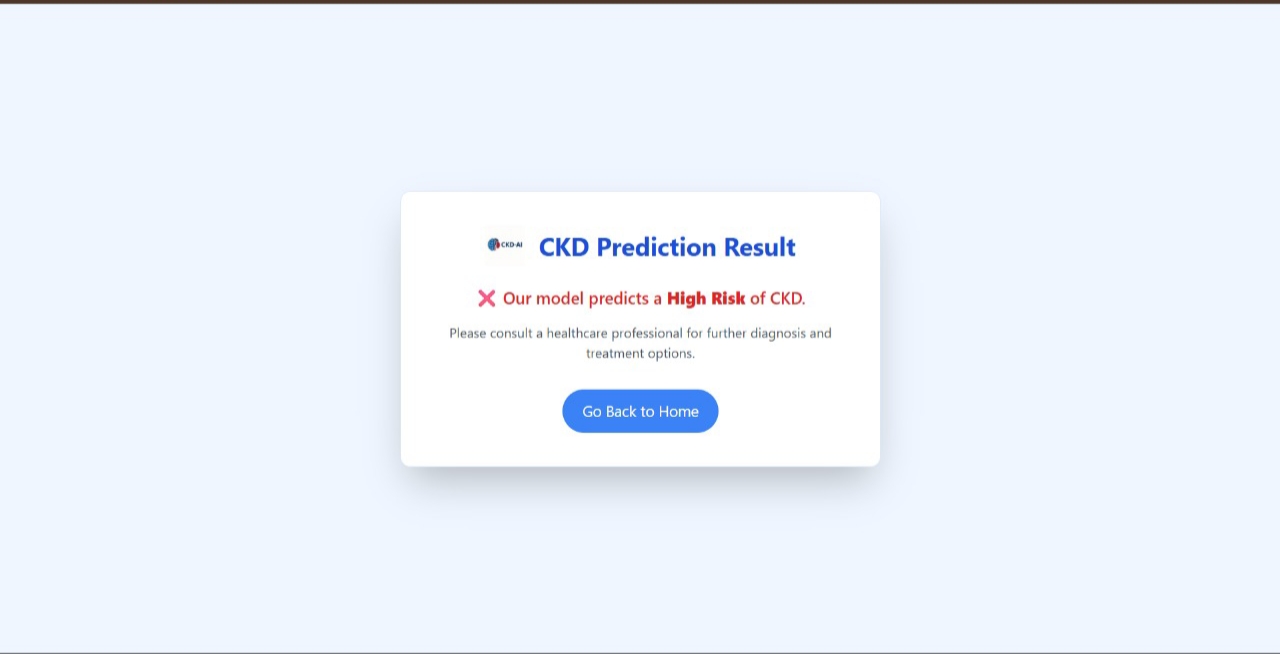 CKD-AI
CKD Prediction Result
❌ Our model predicts a High Risk of CKD.
Please consult a healthcare professional for further diagnosis and
treatment options.
Go Back to Home